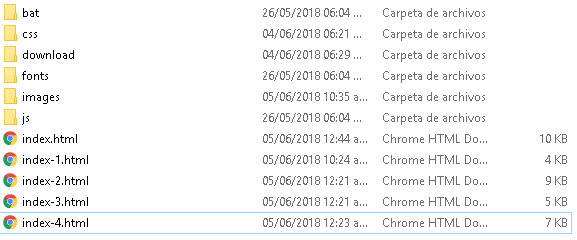 bat 26/05/2018 06:04 ... Carpeta de archivos
css 04/06/2018 06:21 ... Carpeta de archivos
download 04/06/2018 06:29 ... Carpeta de archivos
fonts 26/05/2018 06:04 ... Carpeta de archivos
images 05/06/2018 10:35 a... Carpeta de archivos
js 26/05/2018 06:04 ... Carpeta de archivos
index.html 05/06/2018 12:44 a... Chrome HTML Do... 10 KB
index-1.html 05/06/2018 10:24 a... Chrome HTML Do... 4 KB
index-2.html 05/06/2018 12:21 a... Chrome HTML Do... 9 KB
index-3.html 05/06/2018 12:21 a... Chrome HTML Do... 5 KB
index-4.html 05/06/2018 12:23 a... Chrome HTML Do... 7 KB